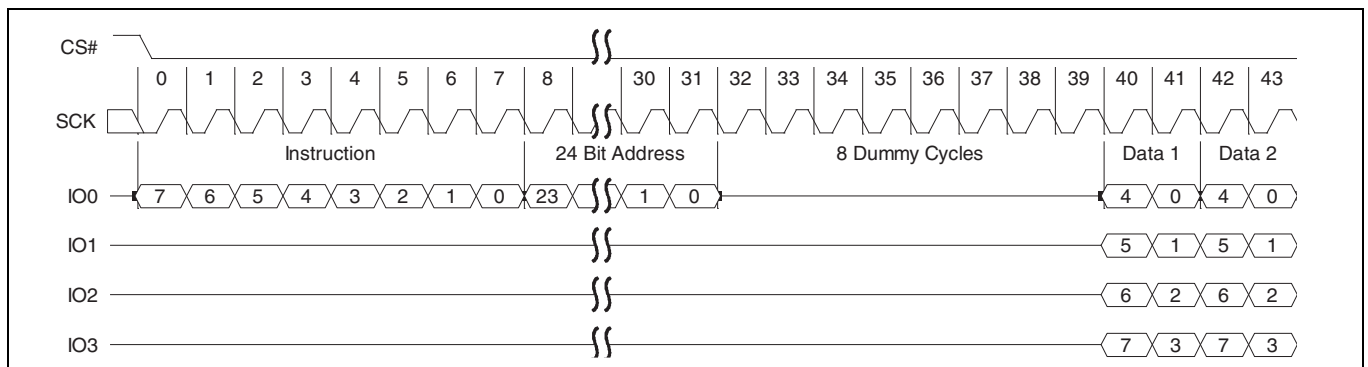 CS#
0 1 2 3 4 5 6 7 8 30 31 32 33 34 35 36 37 38 39 40 41 42 43
SCK
Instruction 24 Bit Address 8 Dummy Cycles Data 1 Data 2
IO0 7 6 5 4 3 2 1 0 23 1 0 4 0 4 0
IO1 5 1 5 1
IO2 6 2 6 2
IO3 7 3 7 3